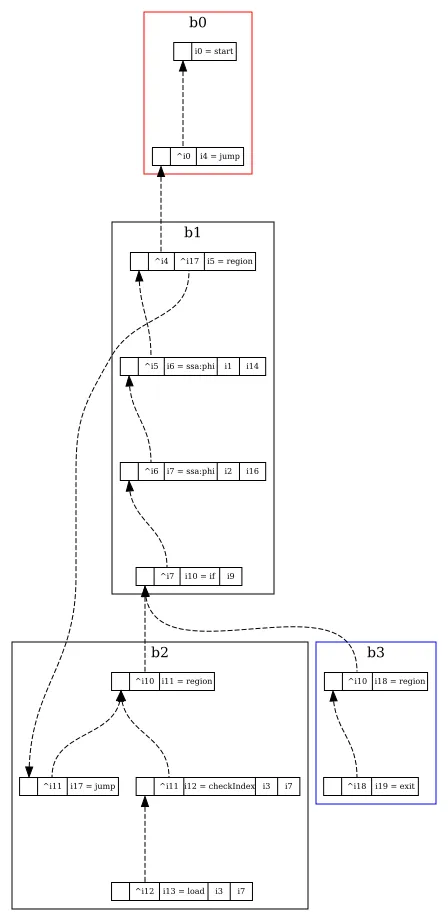 b0
i0 = start
^i0 i4 = jump
b1
^i4 ^i17 i5 = region
^i5 i6 = ssa:phi i1 i14
^i6 i7 = ssa:phi i2 i16
^i7 i10 = if i9
b2
^i10 i11 = region
^i11 i17 = jump
^i11 i12 = checkIndex i3 i7
^i12 i13 = load i3 i7
b3
^i10 i18 = region
^i18 i19 = exit